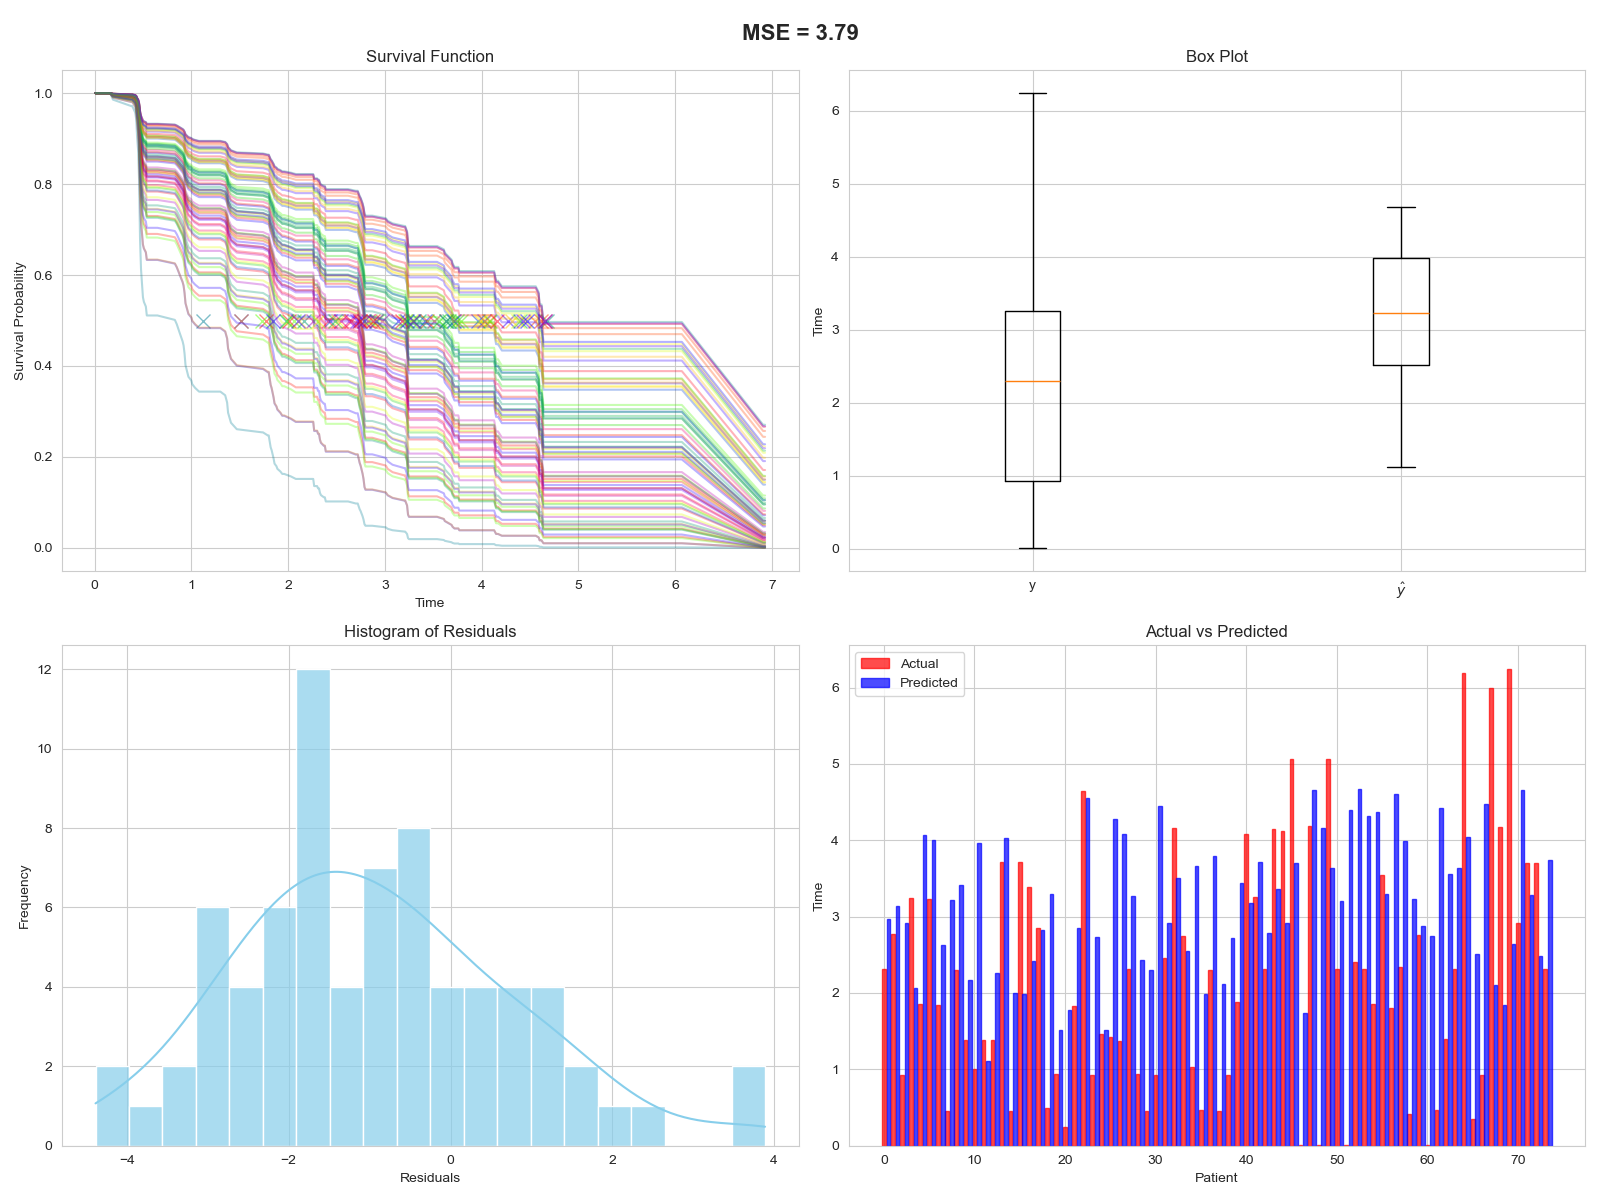 MSE = 3.79
Survival Function
Survival Probability
1.0
0.8
0.6
0.4
0.2
0.0
0 1 2 3 4 5 6 7
Time
Box Plot
Time
6
5
4
3
2
1
0
y ŷ
Histogram of Residuals
Frequency
12
10
8
6
4
2
0
−4 −2 0 2 4
Residuals
Actual vs Predicted
Actual
Predicted
Time
6
5
4
3
2
1
0
0 10 20 30 40 50 60 70
Patient